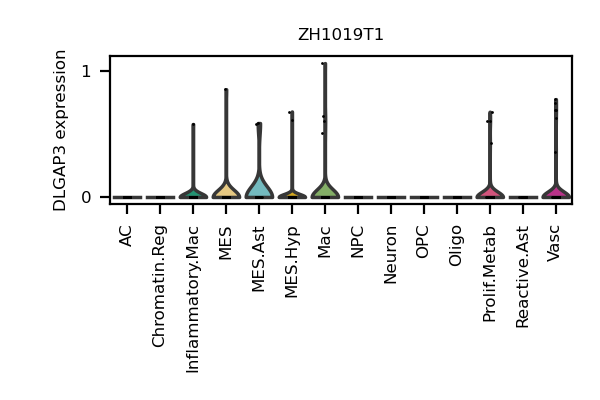 ZH1019T1
DLGAP3 expression
1
0
AC
Chromatin.Reg
Inflammatory.Mac
MES
MES.Ast
MES.Hyp
Mac
NPC
Neuron
OPC
Oligo
Prolif.Metab
Reactive.Ast
Vasc